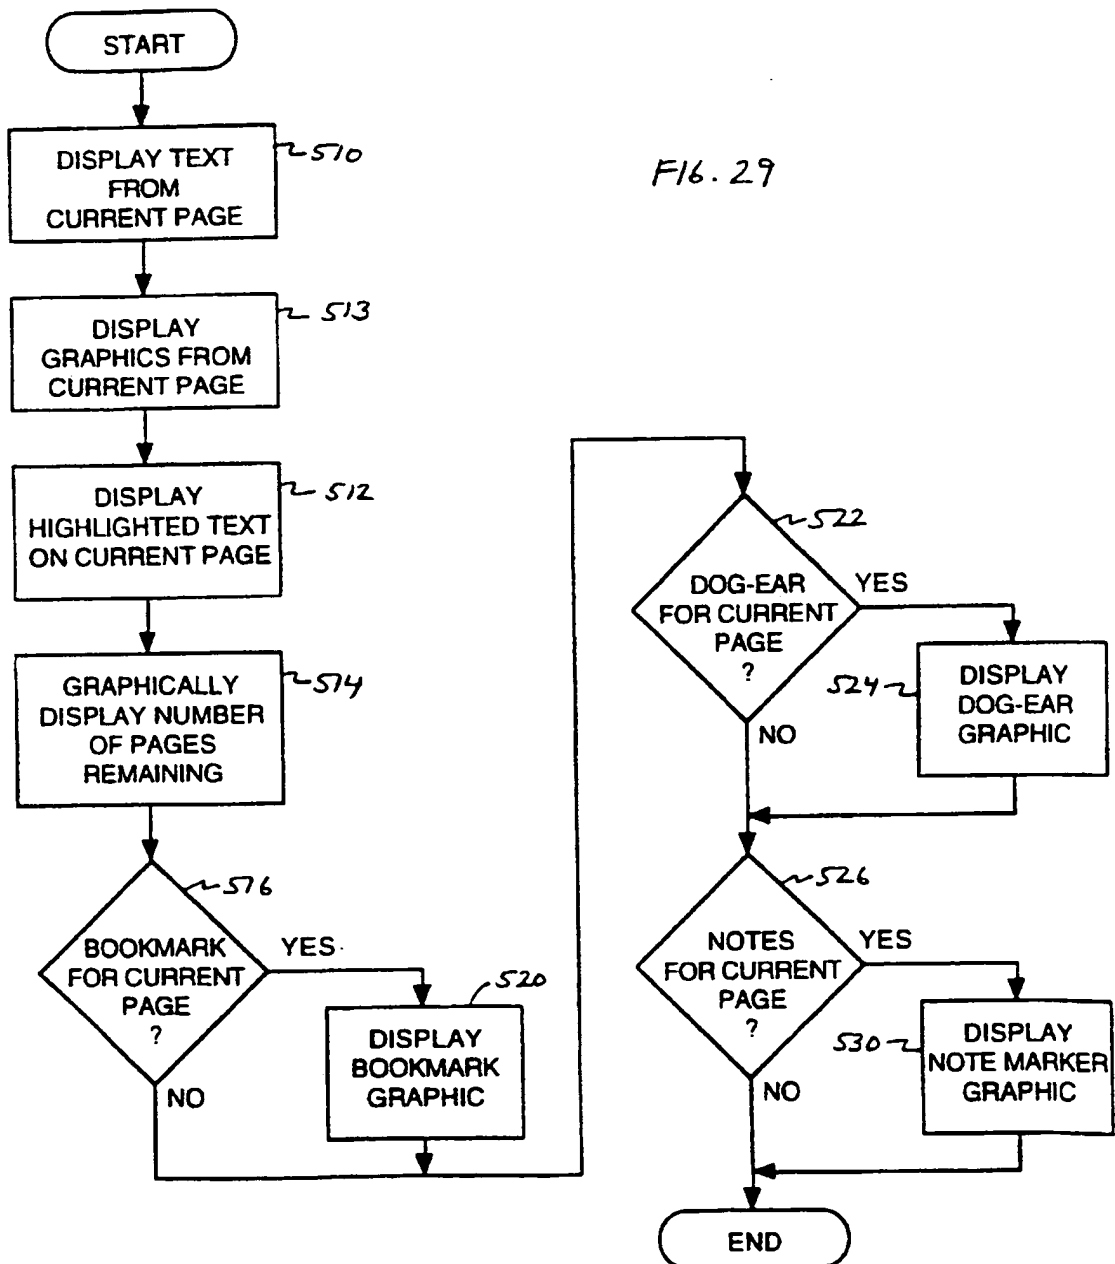 START
DISPLAY TEXT
FROM
CURRENT PAGE
510
FIG. 29
DISPLAY
GRAPHICS FROM
CURRENT PAGE
513
DISPLAY
HIGHLIGHTED TEXT
ON CURRENT PAGE
512
GRAPHICALLY
DISPLAY NUMBER
OF PAGES
REMAINING
514
BOOKMARK
FOR CURRENT
PAGE
?
516
YES
NO
DISPLAY
BOOKMARK
GRAPHIC
520
DOG-EAR
FOR CURRENT
PAGE
?
522
YES
NO
DISPLAY
DOG-EAR
GRAPHIC
524
NOTES
FOR CURRENT
PAGE
?
526
YES
NO
DISPLAY
NOTE MARKER
GRAPHIC
530
END